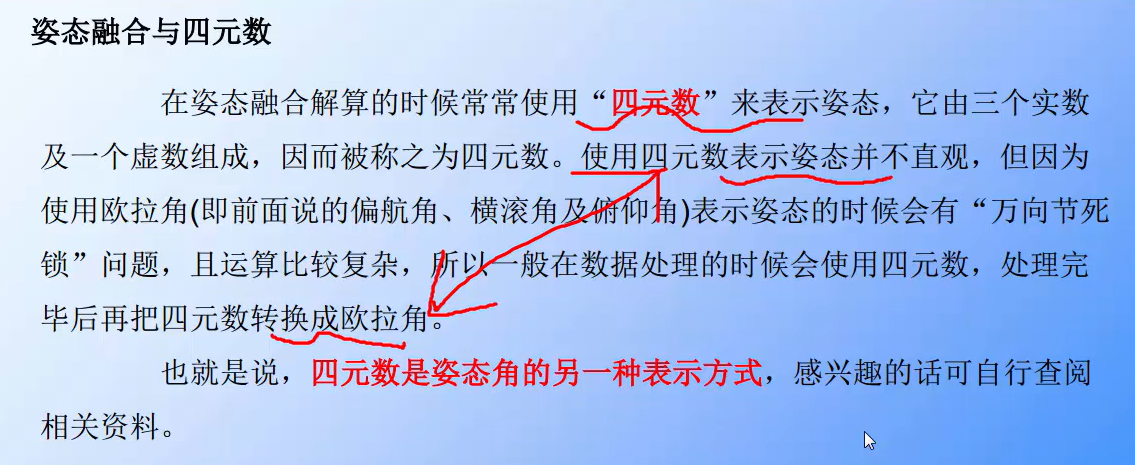 姿态融合与四元数
在姿态融合解算的时候常常使用“四元数”来表示姿态，它由三个实数
及一个虚数组成，因而被称之为四元数。使用四元数表示姿态并不直观，但因为
使用欧拉角(即前面说的偏航角、横滚角及俯仰角)表示姿态的时候会有“万向节死
锁”问题，且运算比较复杂，所以一般在数据处理的时候会使用四元数，处理完
毕后再把四元数转换成欧拉角。
也就是说，四元数是姿态角的另一种表示方式，感兴趣的话可自行查阅
相关资料。